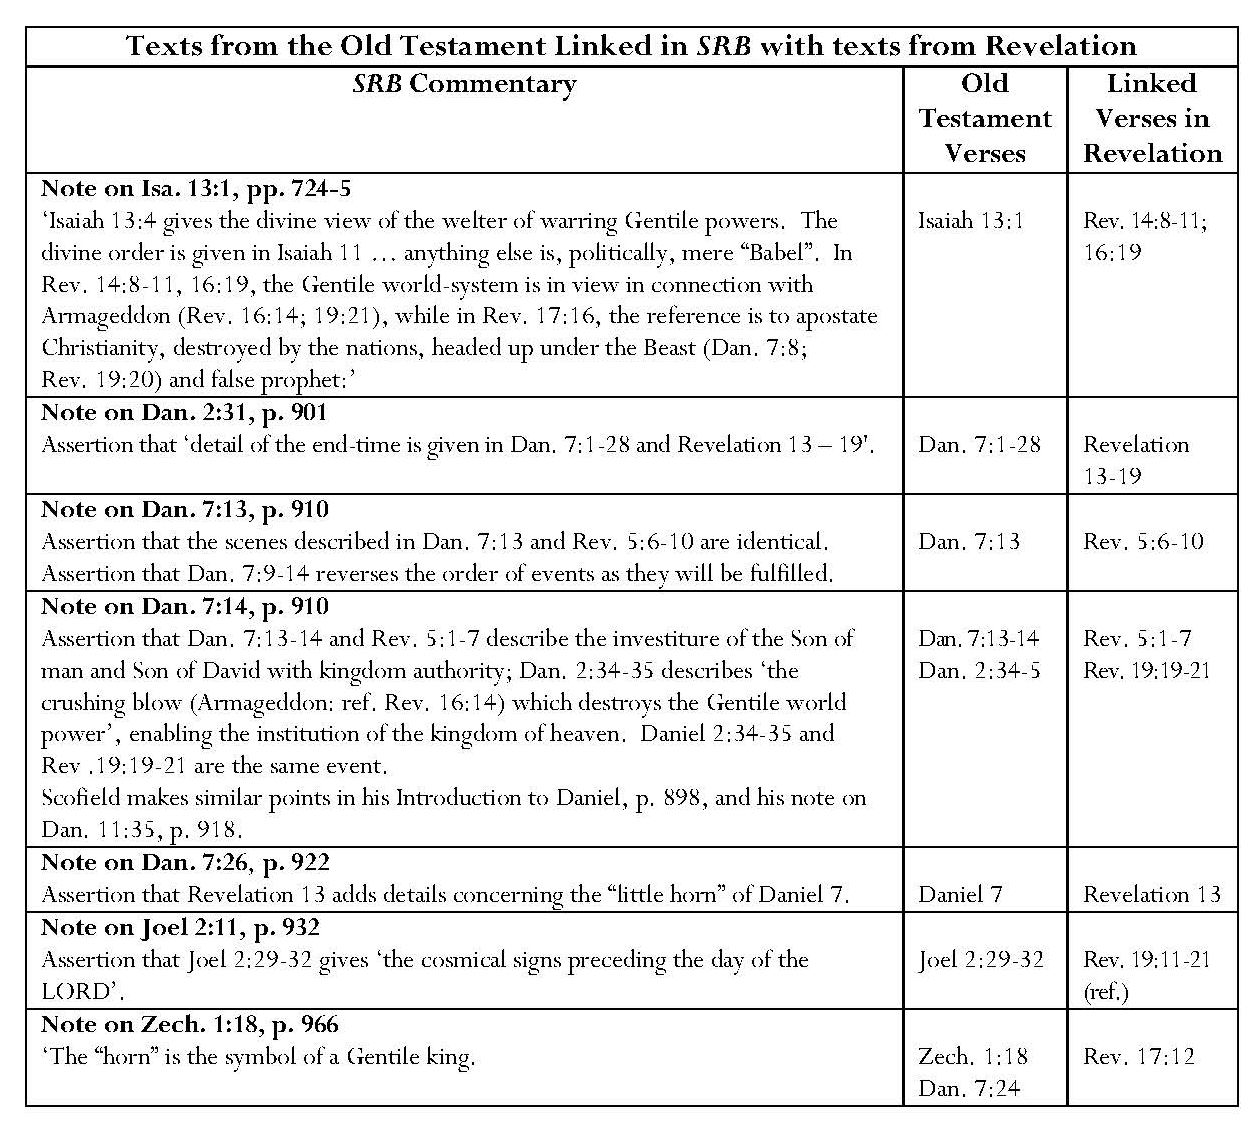 Texts from the Old Testament Linked in SRB with texts from Revelation
SRB Commentary
Old
Testament
Verses
Linked
Verses in
Revelation
Note on Isa. 13:1, pp. 724-5
‘Isaiah 13:4 gives the divine view of the welter of warring Gentile powers.  The
divine order is given in Isaiah 11 … anything else is, politically, mere “Babel”.  In
Rev. 14:8-11, 16:19, the Gentile world-system is in view in connection with
Armageddon (Rev. 16:14; 19:21), while in Rev. 17:16, the reference is to apostate
Christianity, destroyed by the nations, headed up under the Beast (Dan. 7:8;
Rev. 19:20) and false prophet:’
Isaiah 13:1
Rev. 14:8-11;
16:19
Note on Dan. 2:31, p. 901
Assertion that ‘detail of the end-time is given in Dan. 7:1-28 and Revelation 13 – 19'.
Dan. 7:1-28
Revelation
13-19
Note on Dan. 7:13, p. 910
Assertion that the scenes described in Dan. 7:13 and Rev. 5:6-10 are identical.
Assertion that Dan. 7:9-14 reverses the order of events as they will be fulfilled.
Dan. 7:13
Rev. 5:6-10
Note on Dan. 7:14, p. 910
Assertion that Dan. 7:13-14 and Rev. 5:1-7 describe the investiture of the Son of
man and Son of David with kingdom authority; Dan. 2:34-35 describes ‘the
crushing blow (Armageddon: ref. Rev. 16:14) which destroys the Gentile world
power’, enabling the institution of the kingdom of heaven.  Daniel 2:34-35 and
Rev .19:19-21 are the same event.
Scofield makes similar points in his Introduction to Daniel, p. 898, and his note on
Dan. 11:35, p. 918.
Dan. 7:13-14
Dan. 2:34-5
Rev. 5:1-7
Rev. 19:19-21
Note on Dan. 7:26, p. 922
Assertion that Revelation 13 adds details concerning the “little horn” of Daniel 7.
Daniel 7
Revelation 13
Note on Joel 2:11, p. 932
Assertion that Joel 2:29-32 gives ‘the cosmical signs preceding the day of the
LORD’.
Joel 2:29-32
Rev. 19:11-21
(ref.)
Note on Zech. 1:18, p. 966
‘The “horn” is the symbol of a Gentile king.
Zech. 1:18
Dan. 7:24
Rev. 17:12